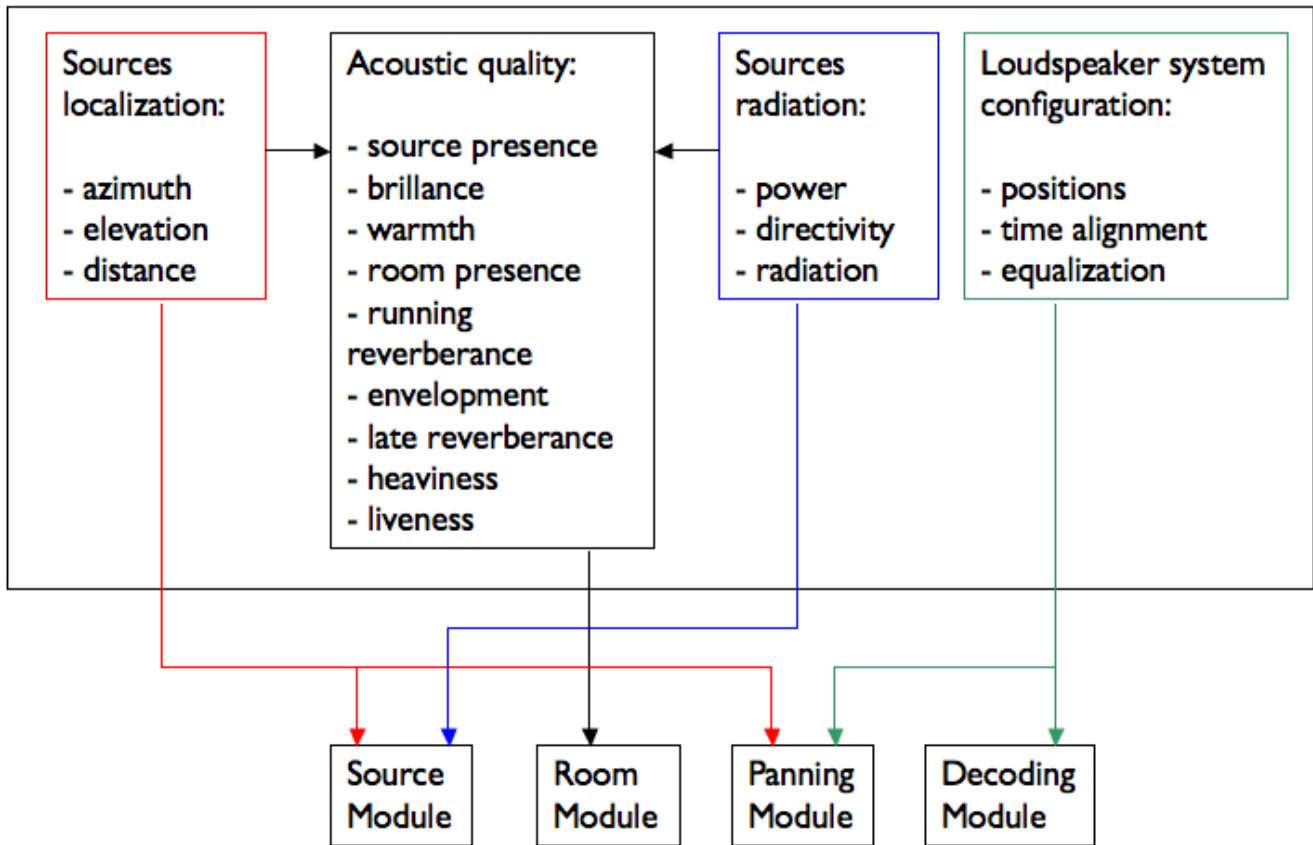 Sources
localization:
- azimuth
- elevation
- distance
Acoustic quality:
- source presence
- brillance
- warmth
- room presence
- running
reverberance
- envelopment
- late reverberance
- heaviness
- liveness
Sources
radiation:
- power
- directivity
- radiation
Loudspeaker system
configuration:
- positions
- time alignment
- equalization
Source
Module
Room
Module
Panning
Module
Decoding
Module